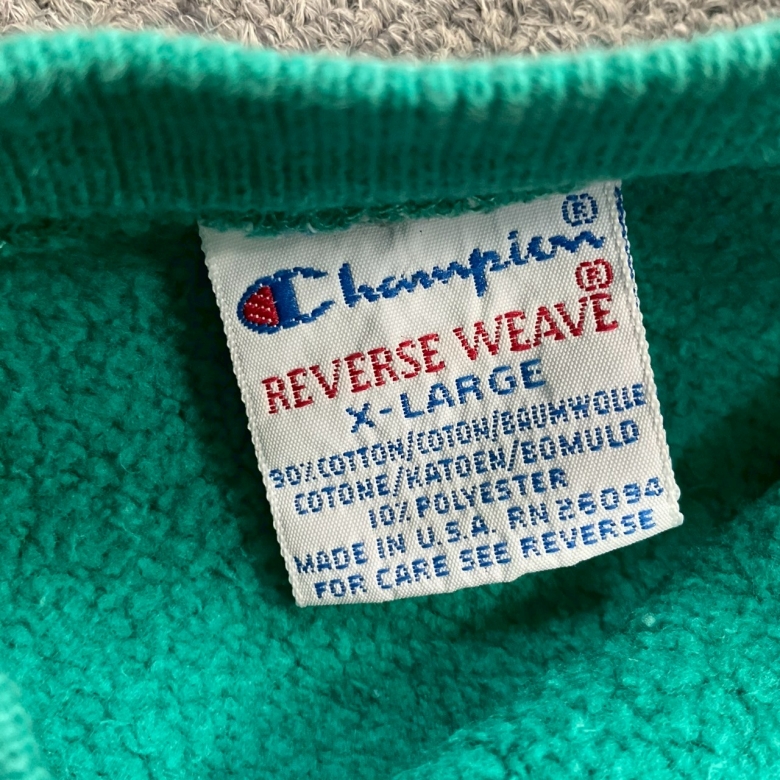 Champion®
REVERSE WEAVE®
X-LARGE
90% COTTON/COTON/BAUMWOLLE
COTONE/KATOEN/BOMULD
10% POLYESTER
MADE IN U.S.A. RN 26094
FOR CARE SEE REVERSE